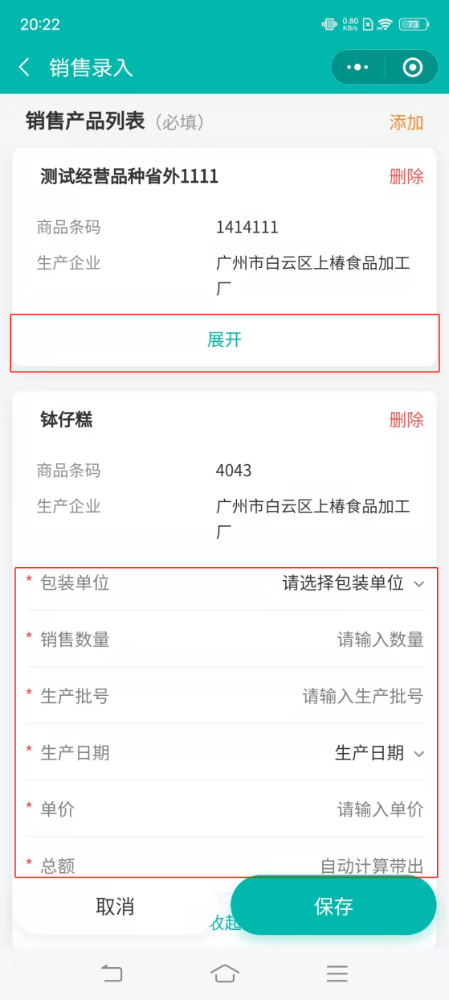 20:22
0.80 KB/s
73
销售录入
销售产品列表（必填） 添加
测试经营品种省外1111 删除
商品条码 1414111
生产企业 广州市白云区上椿食品加工
厂
展开
钵仔糕 删除
商品条码 4043
生产企业 广州市白云区上椿食品加工
厂
* 包装单位 请选择包装单位
* 销售数量 请输入数量
* 生产批号 请输入生产批号
* 生产日期 生产日期
* 单价 请输入单价
* 总额 自动计算带出
取消 保存
收起